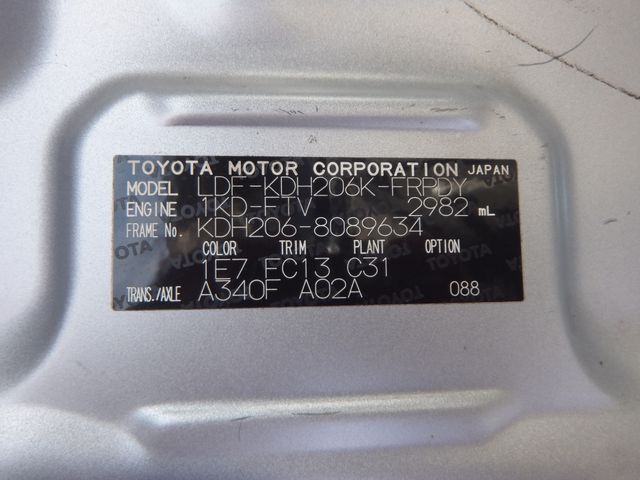 TOYOTA MOTOR CORPORATION JAPAN
MODEL LDF-KDH206K-FRPDY
ENGINE 1KD-FTV 2982 mL
FRAME No. KDH206-8089634
COLOR TRIM PLANT OPTION
1E7 FC13 C31
TRANS./AXLE A340F A02A 088